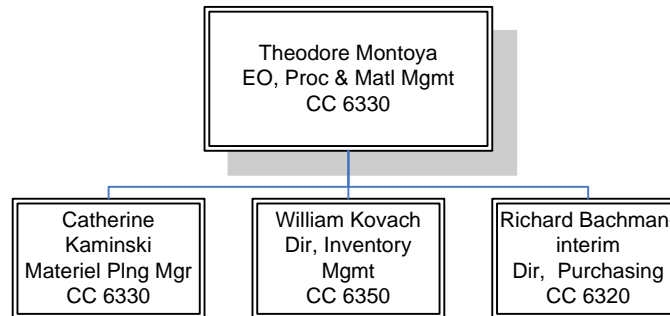 Theodore Montoya
EO, Proc & Matl Mgmt
CC 6330
Catherine
Kaminski
Materiel Plng Mgr
CC 6330
William Kovach
Dir, Inventory
Mgmt
CC 6350
Richard Bachman-
interim
Dir, Purchasing
CC 6320